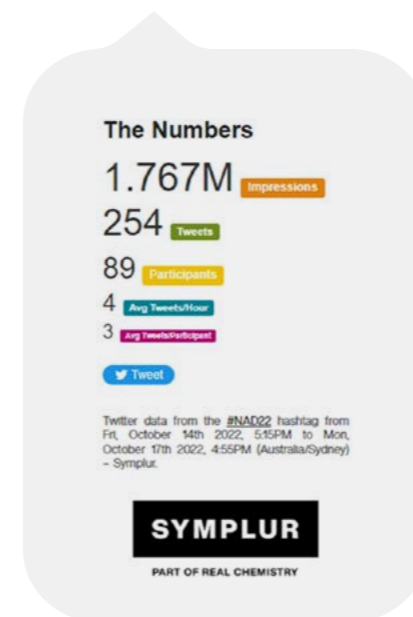 The Numbers
1.767M Impressions
254 Tweets
89 Participants
4 Avg Tweets/Hour
3 Avg Tweets/Participant
Tweet
Twitter data from the #NAD22 hashtag from
Fri, October 14th 2022, 5:15PM to Mon,
October 17th 2022, 4:55PM (Australia/Sydney)
– Symplur.
SYMPLUR
PART OF REAL CHEMISTRY